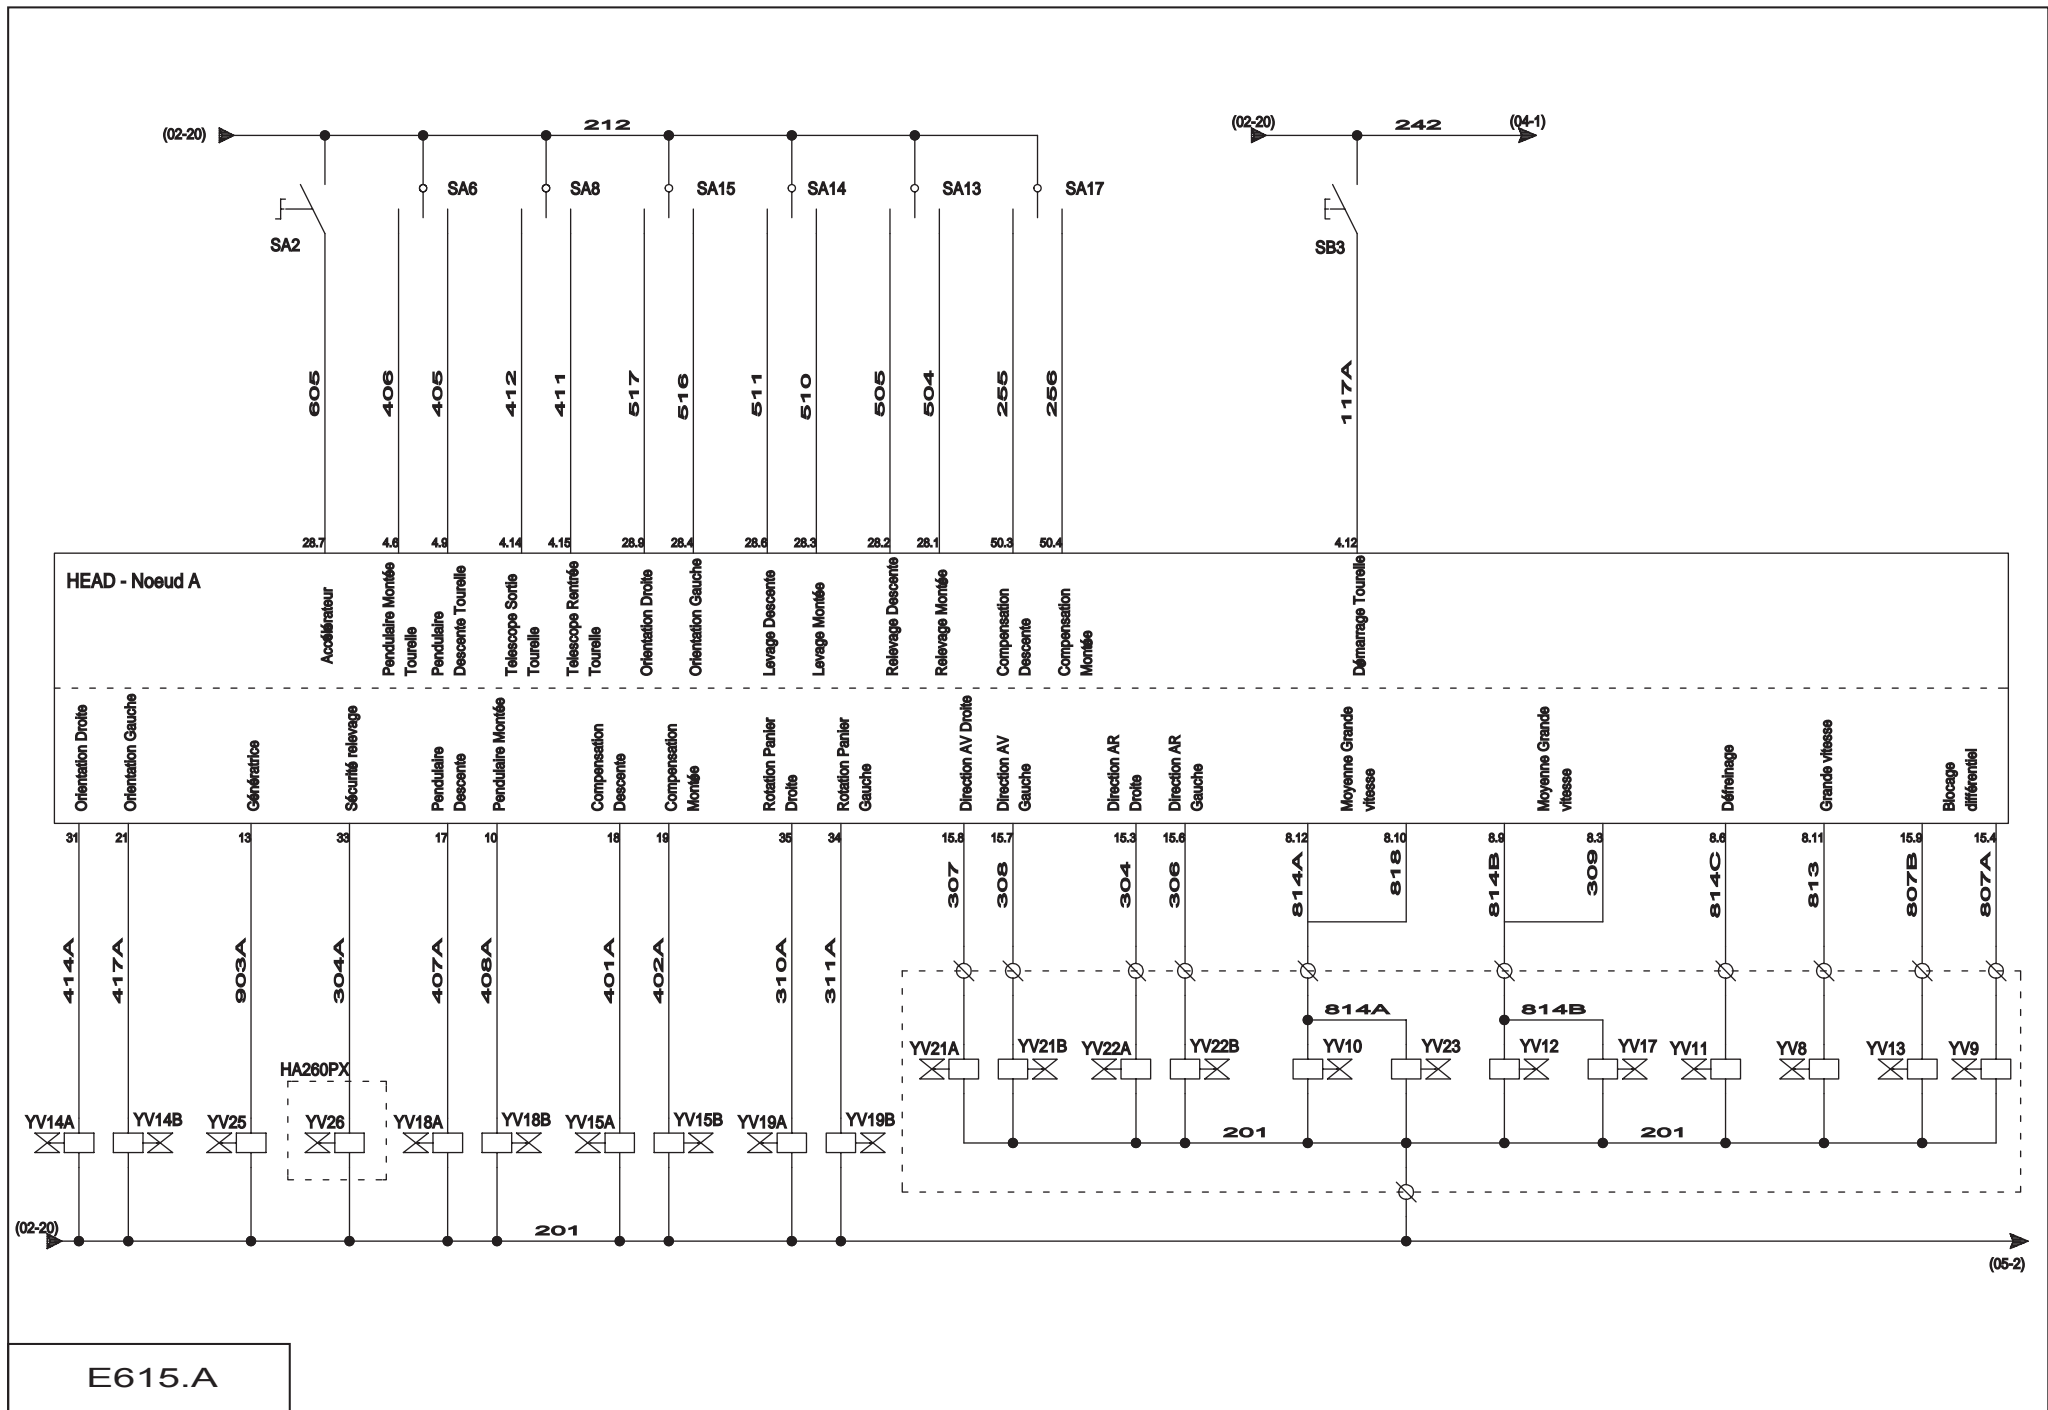 (02-20)
212
(02-20)
242
(04-1)
SA2
SA6
SA8
SA15
SA14
SA13
SA17
SB3
605
406
405
412
411
517
516
511
510
505
504
255
256
117A
28.7
4.6
4.9
4.14
4.15
28.9
28.4
28.6
28.3
28.2
28.1
50.3
50.4
4.12
HEAD - Noeud A
Accélérateur
Pendulaire Montée
Tourelle
Pendulaire
Descente Tourelle
Telescope Sortie
Tourelle
Telescope Rentrée
Tourelle
Orientation Droite
Orientation Gauche
Levage Descente
Levage Montée
Relevage Descente
Relevage Montée
Compensation
Descente
Compensation
Montée
Démarrage Tourelle
Orientation Droite
Orientation Gauche
Génératrice
Sécurité relevage
Pendulaire
Descente
Pendulaire Montée
Compensation
Descente
Compensation
Montée
Rotation Panier
Droite
Rotation Panier
Gauche
Direction AV Droite
Direction AV
Gauche
Direction AR
Droite
Direction AR
Gauche
Moyenne Grande
vitesse
Moyenne Grande
vitesse
Défreinage
Grande vitesse
Blocage
différentiel
31
21
13
33
17
10
18
19
35
34
15.8
15.7
15.3
15.6
8.12
8.10
8.9
8.3
8.6
8.11
15.9
15.4
414A
417A
903A
304A
407A
408A
401A
402A
310A
311A
307
308
304
306
814A
818
814B
309
814C
813
807B
807A
814A
814B
YV21A
YV21B
YV22A
YV22B
YV10
YV23
YV12
YV17
YV11
YV8
YV13
YV9
HA260PX
YV14A
YV14B
YV25
YV26
YV18A
YV18B
YV15A
YV15B
YV19A
YV19B
201
201
(02-20)
201
(05-2)
E615.A